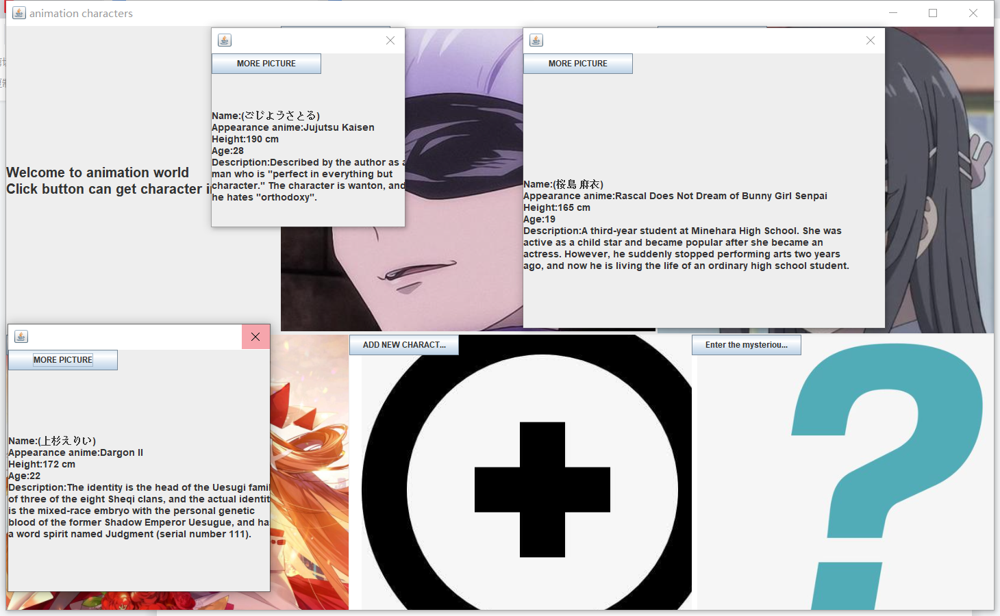 animation characters
Welcome to animation world
Click button can get character i
MORE PICTURE
Name:(ごじようさとる)
Appearance anime:Jujutsu Kaisen
Height:190 cm
Age:28
Description:Described by the author as a
man who is "perfect in everything but
character." The character is wanton, and
he hates "orthodoxy".
MORE PICTURE
Name:(桜島 麻衣)
Appearance anime:Rascal Does Not Dream of Bunny Girl Senpai
Height:165 cm
Age:19
Description:A third-year student at Minehara High School. She was
active as a child star and became popular after she became an
actress. However, he suddenly stopped performing arts two years
ago, and now he is living the life of an ordinary high school student.
MORE PICTURE
Name:(上杉えりい)
Appearance anime:Dargon II
Height:172 cm
Age:22
Description:The identity is the head of the Uesugi famil
of three of the eight Sheqi clans, and the actual identit
is the mixed-race embryo with the personal genetic
blood of the former Shadow Emperor Uesugue, and ha
a word spirit named Judgment (serial number 111).
ADD NEW CHARACT...
Enter the mysteriou...
?